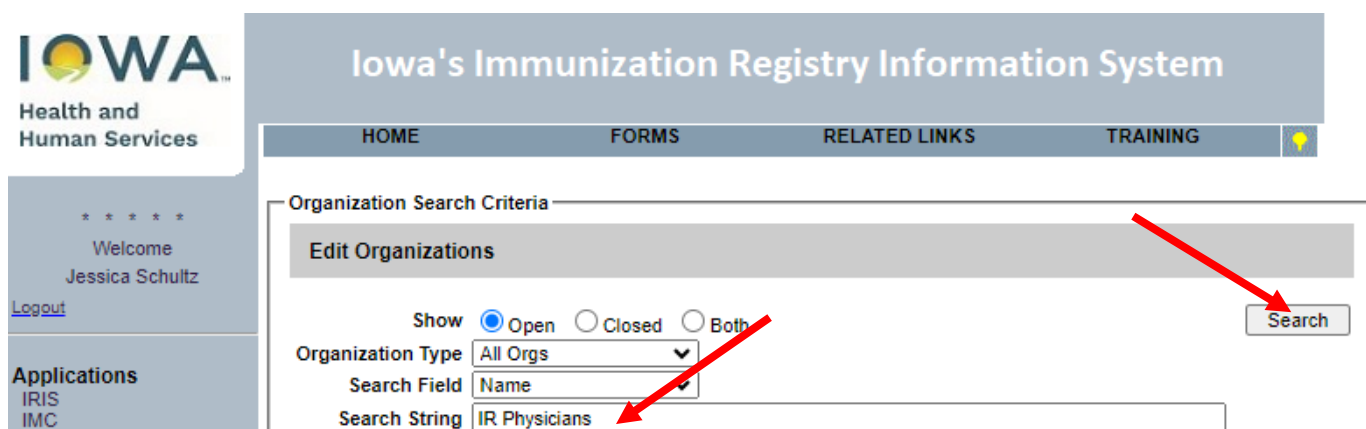 IOWA™
Health and
Human Services
Iowa's Immunization Registry Information System
HOME FORMS RELATED LINKS TRAINING
* * * * *
Welcome
Jessica Schultz
Logout
Applications
IRIS
IMC
Organization Search Criteria
Edit Organizations
Show Open Closed Both
Search
Organization Type All Orgs
Search Field Name
Search String IR Physicians